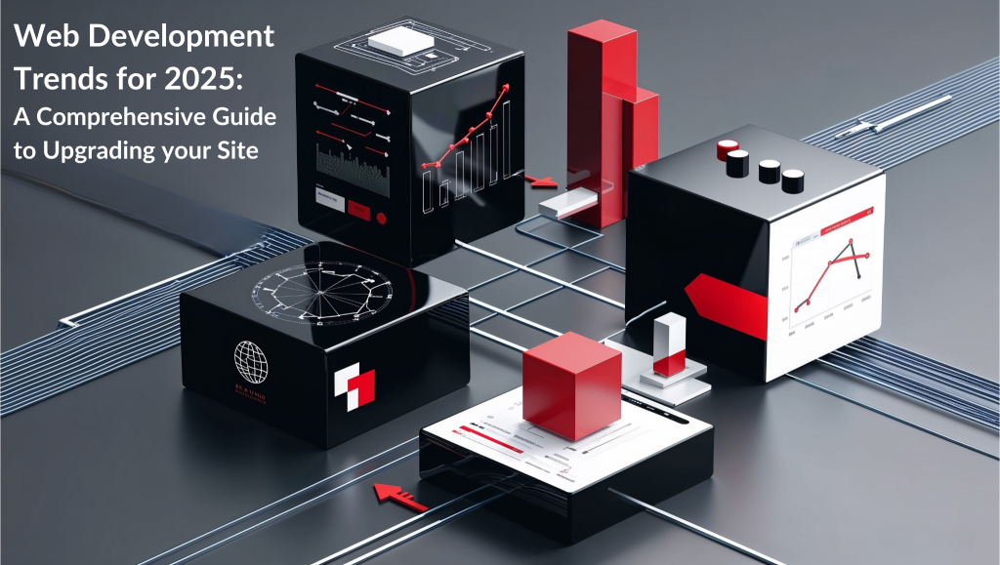 Web Development
Trends for 2025:
A Comprehensive Guide
to Upgrading your Site